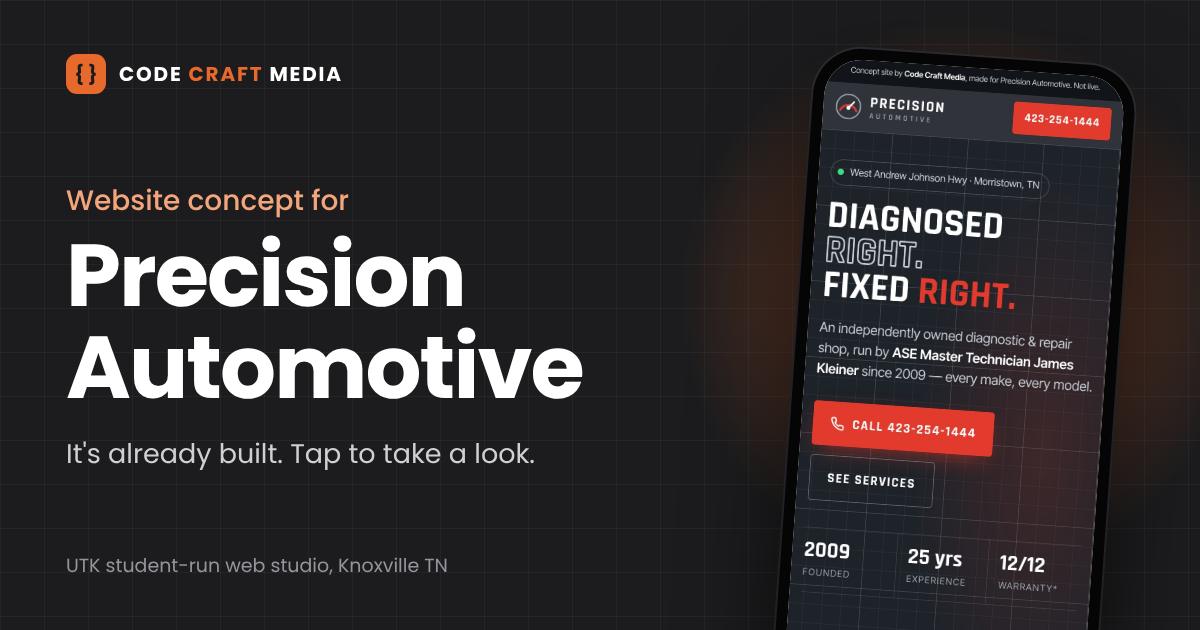 { } CODE CRAFT MEDIA
Website concept for
Precision
Automotive
It's already built. Tap to take a look.
UTK student-run web studio, Knoxville TN
Concept site by Code Craft Media, made for Precision Automotive. Not live.
PRECISION
AUTOMOTIVE
423-254-1444
West Andrew Johnson Hwy · Morristown, TN
DIAGNOSED
RIGHT.
FIXED RIGHT.
An independently owned diagnostic & repair
shop, run by ASE Master Technician James
Kleiner since 2009 — every make, every model.
CALL 423-254-1444
SEE SERVICES
2009
FOUNDED
25 yrs
EXPERIENCE
12/12
WARRANTY*